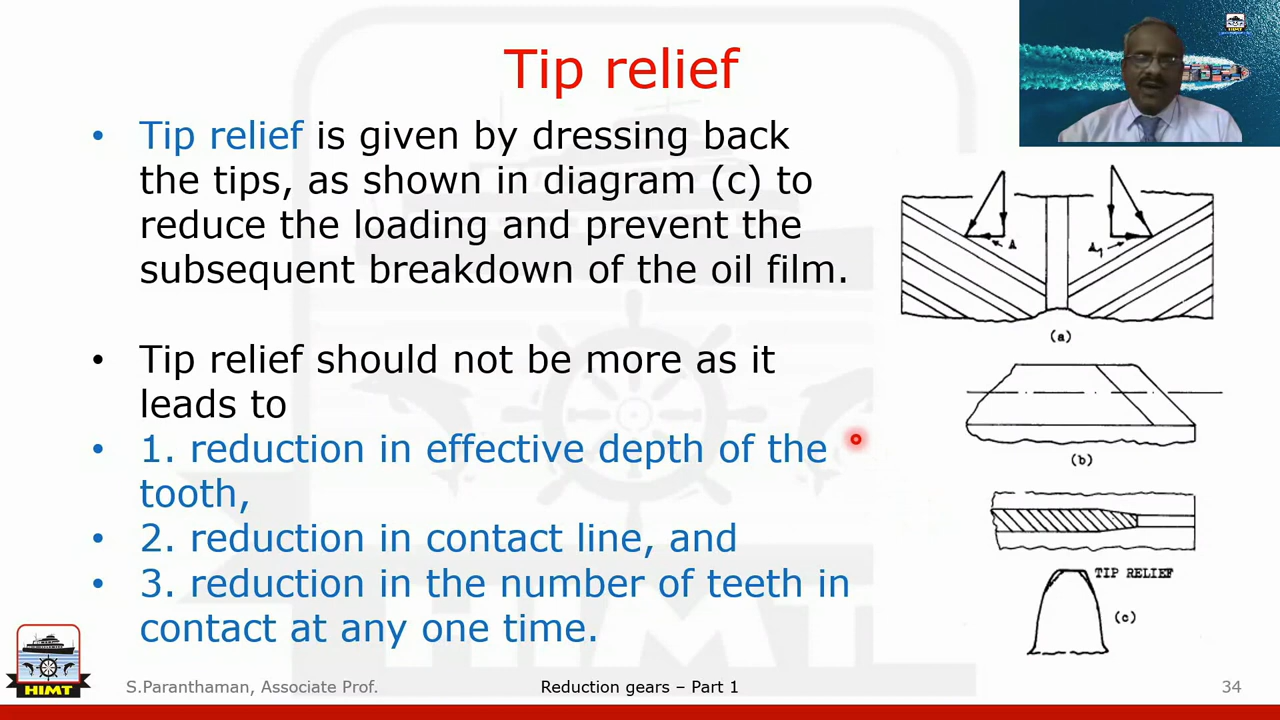 Tip relief
• Tip relief is given by dressing back
the tips, as shown in diagram (c) to
reduce the loading and prevent the
subsequent breakdown of the oil film.
• Tip relief should not be more as it
leads to
• 1. reduction in effective depth of the
tooth,
• 2. reduction in contact line, and
• 3. reduction in the number of teeth in
contact at any one time.
(a)
(b)
TIP RELIEF
(c)
HIMT
HIMT
HIMT
S.Paranthaman, Associate Prof.
Reduction gears – Part 1
34